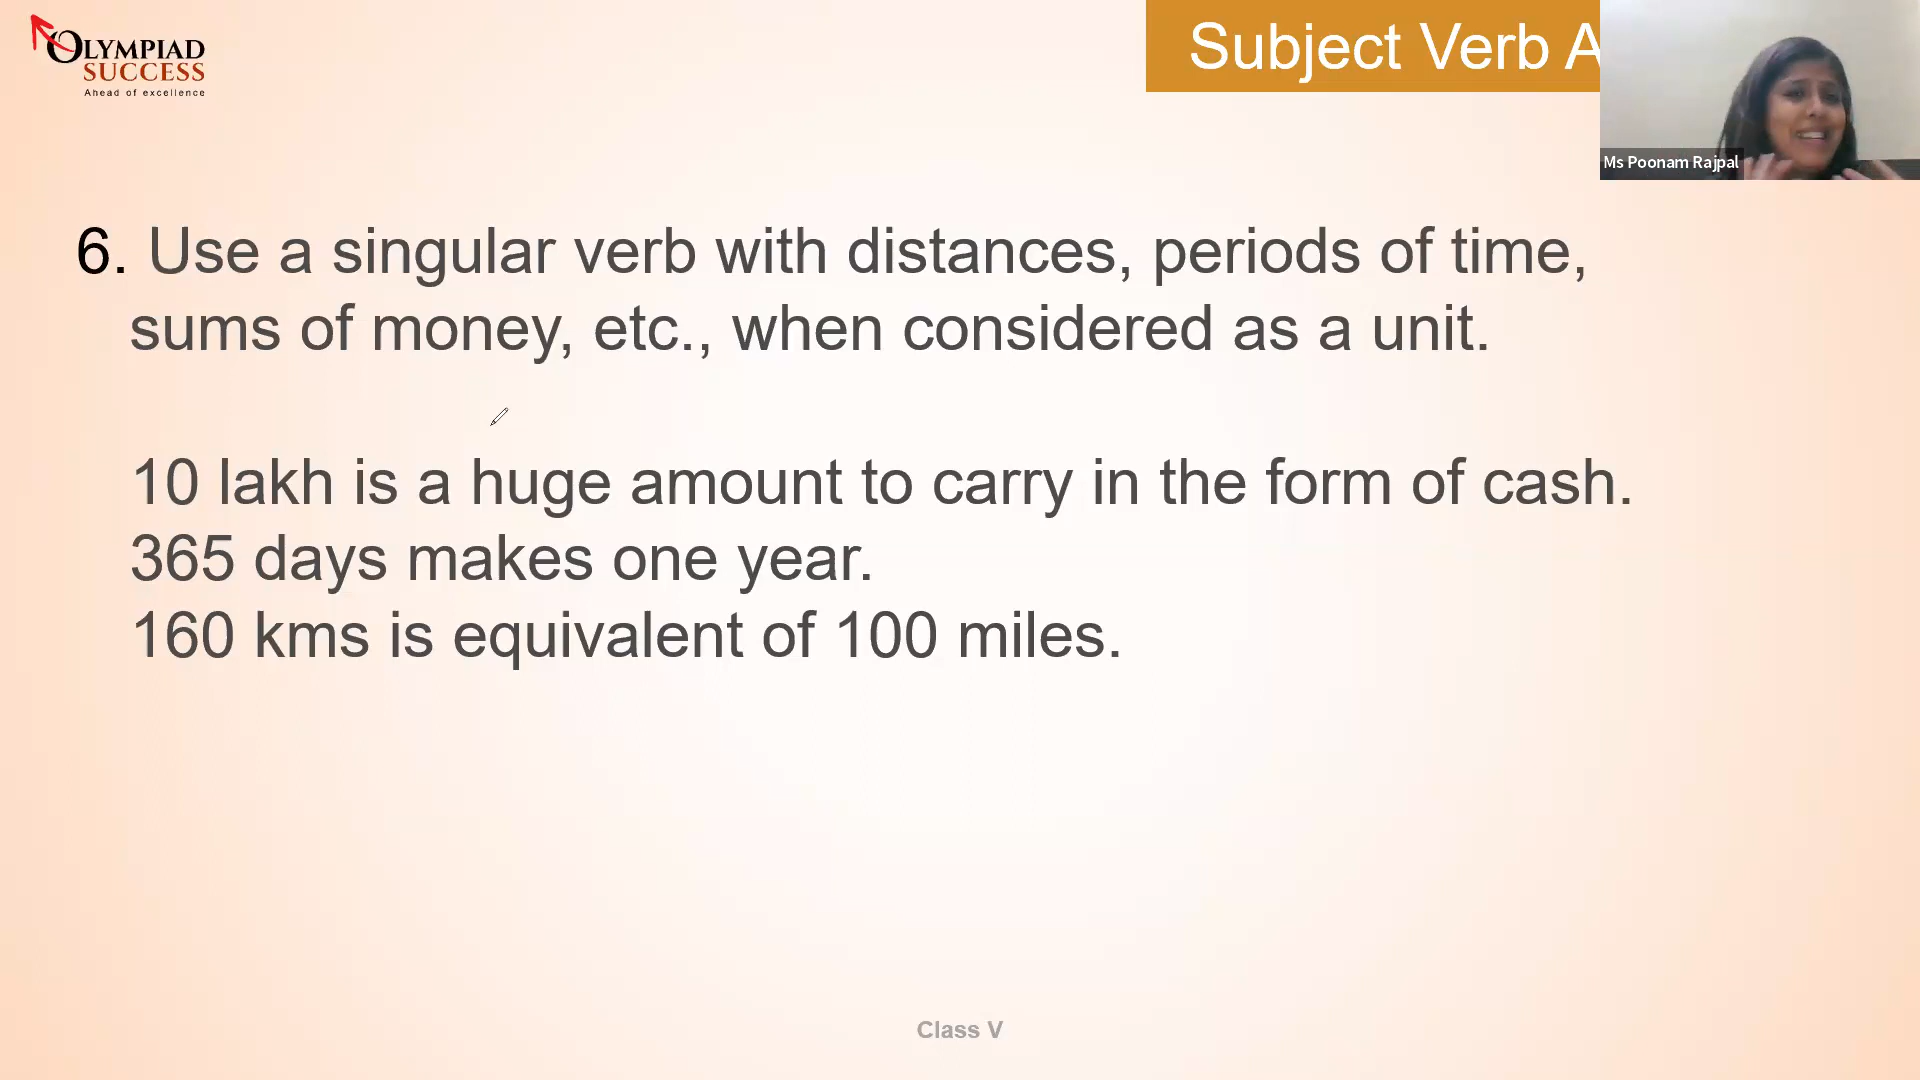 OLYMPIAD
SUCCESS
Ahead of excellence
Subject Verb A
Ms Poonam Rajpal
6. Use a singular verb with distances, periods of time,
sums of money, etc., when considered as a unit.
10 lakh is a huge amount to carry in the form of cash.
365 days makes one year.
160 kms is equivalent of 100 miles.
Class V